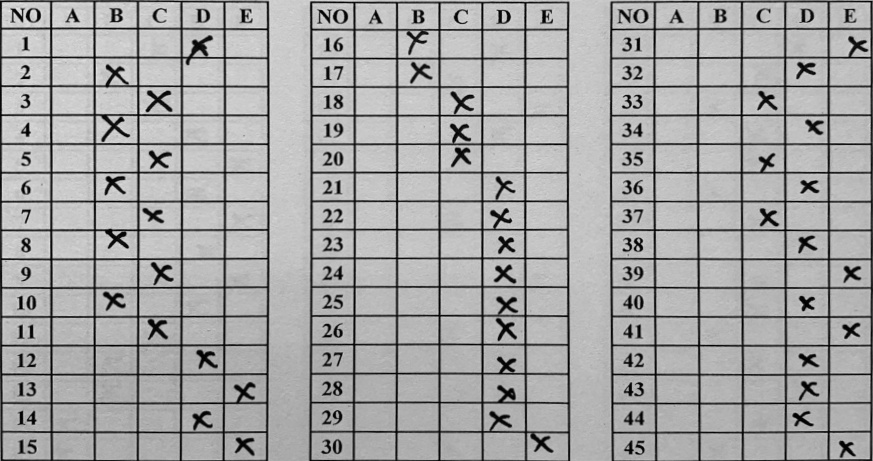 NO A B C D E NO A B C D E NO A B C D E
1 X 16 X 31 X
2 X 17 X 32 X
3 X 18 X 33 X
4 X 19 X 34 X
5 X 20 X 35 X
6 X 21 X 36 X
7 X 22 X 37 X
8 X 23 X 38 X
9 X 24 X 39 X
10 X 25 X 40 X
11 X 26 X 41 X
12 X 27 X 42 X
13 X 28 X 43 X
14 X 29 X 44 X
15 X 30 X 45 X